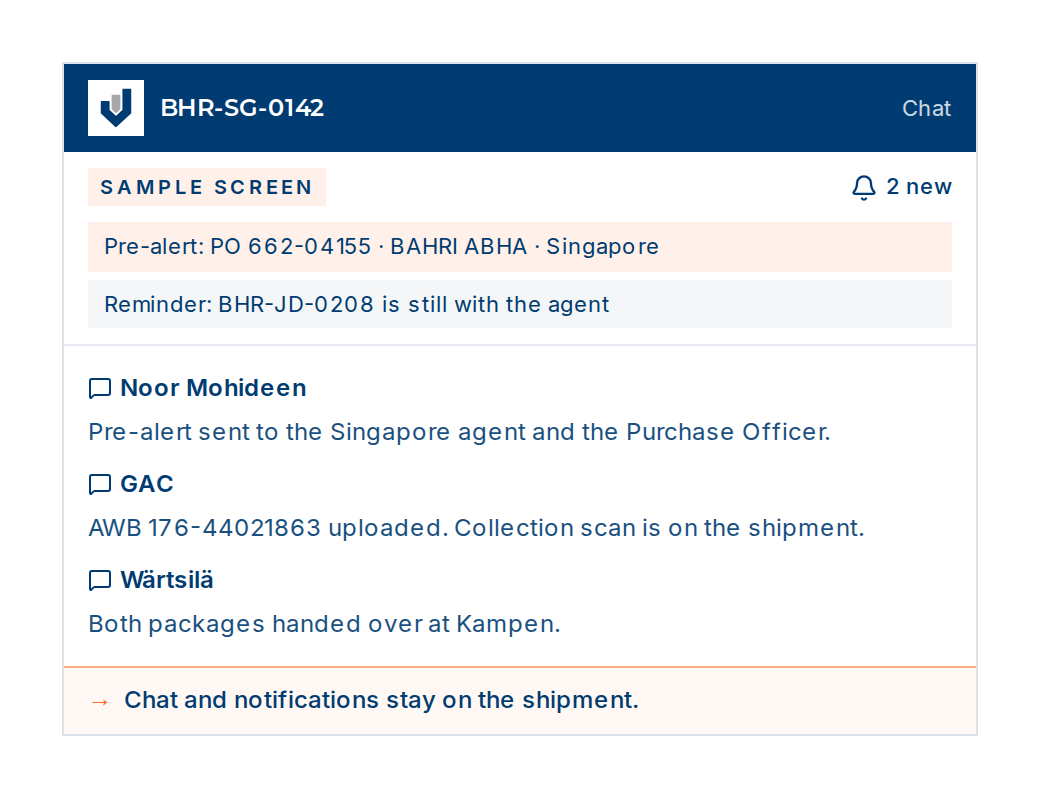 BHR-SG-0142
Chat
SAMPLE SCREEN
2 new
Pre-alert: PO 662-04155 · BAHRI ABHA · Singapore
Reminder: BHR-JD-0208 is still with the agent
Noor Mohideen
Pre-alert sent to the Singapore agent and the Purchase Officer.
GAC
AWB 176-44021863 uploaded. Collection scan is on the shipment.
Wärtsilä
Both packages handed over at Kampen.
→ Chat and notifications stay on the shipment.